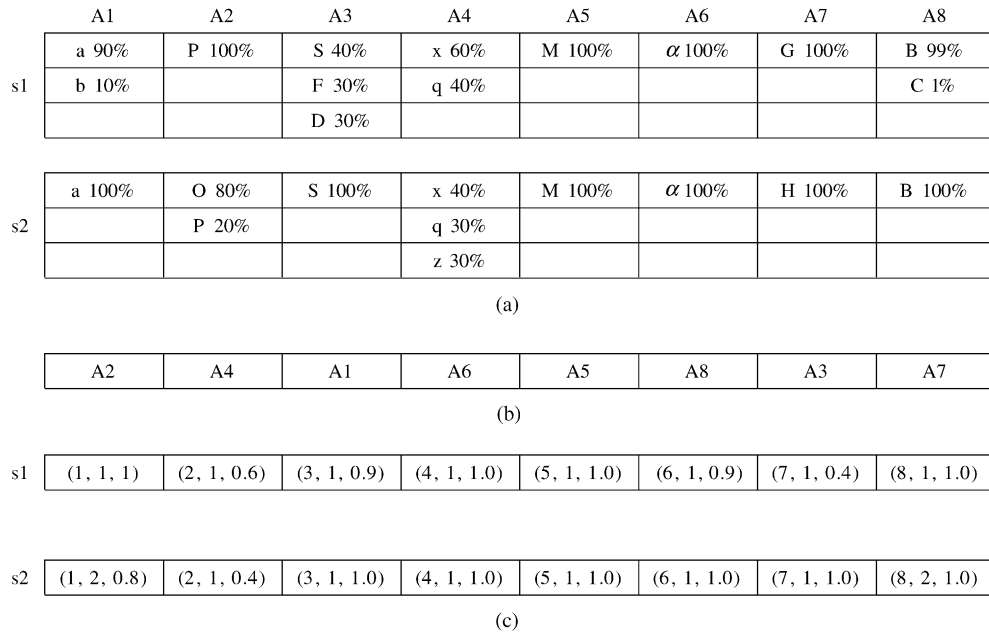 A1 A2 A3 A4 A5 A6 A7 A8
a 90% P 100% S 40% x 60% M 100% α 100% G 100% B 99%
s1 b 10% F 30% q 40% C 1%
D 30%
a 100% O 80% S 100% x 40% M 100% α 100% H 100% B 100%
s2 P 20% q 30%
z 30%
(a)
A2 A4 A1 A6 A5 A8 A3 A7
(b)
s1 (1, 1, 1) (2, 1, 0.6) (3, 1, 0.9) (4, 1, 1.0) (5, 1, 1.0) (6, 1, 0.9) (7, 1, 0.4) (8, 1, 1.0)
s2 (1, 2, 0.8) (2, 1, 0.4) (3, 1, 1.0) (4, 1, 1.0) (5, 1, 1.0) (6, 1, 1.0) (7, 1, 1.0) (8, 2, 1.0)
(c)